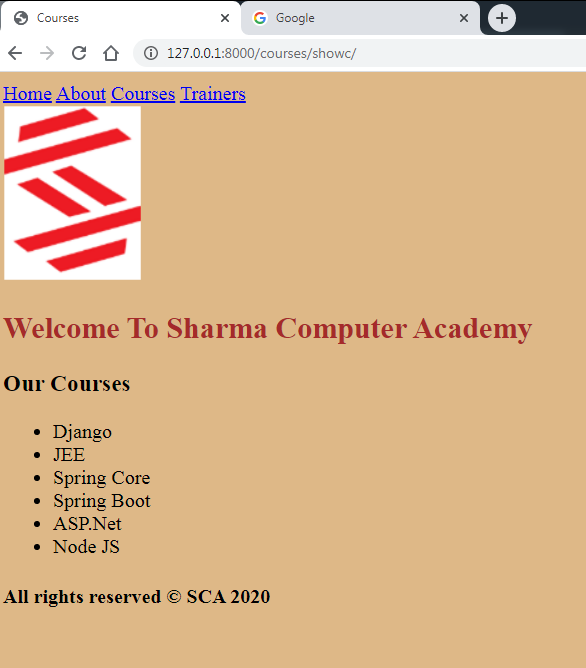 Courses
Google
127.0.0.1:8000/courses/showc/
Home About Courses Trainers
Welcome To Sharma Computer Academy
Our Courses
Django
JEE
Spring Core
Spring Boot
ASP.Net
Node JS
All rights reserved © SCA 2020